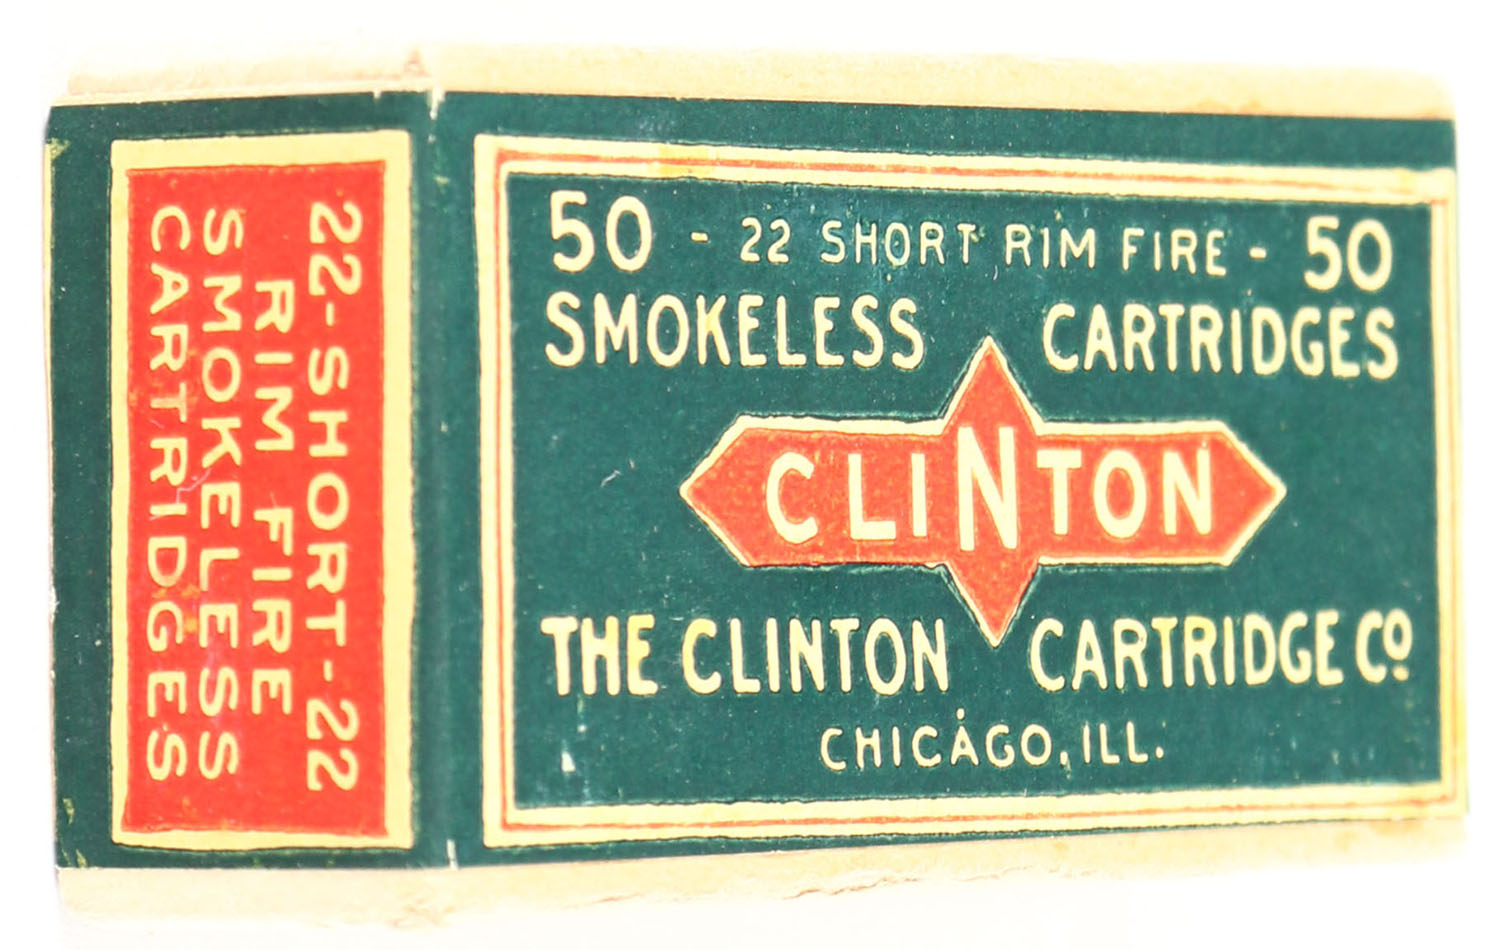 50 - 22 SHORT RIM FIRE - 50
SMOKELESS CARTRIDGES
CLINTON
THE CLINTON CARTRIDGE CO
CHICAGO, ILL.
22-SHORT-22
RIM FIRE
SMOKELESS
CARTRIDGES